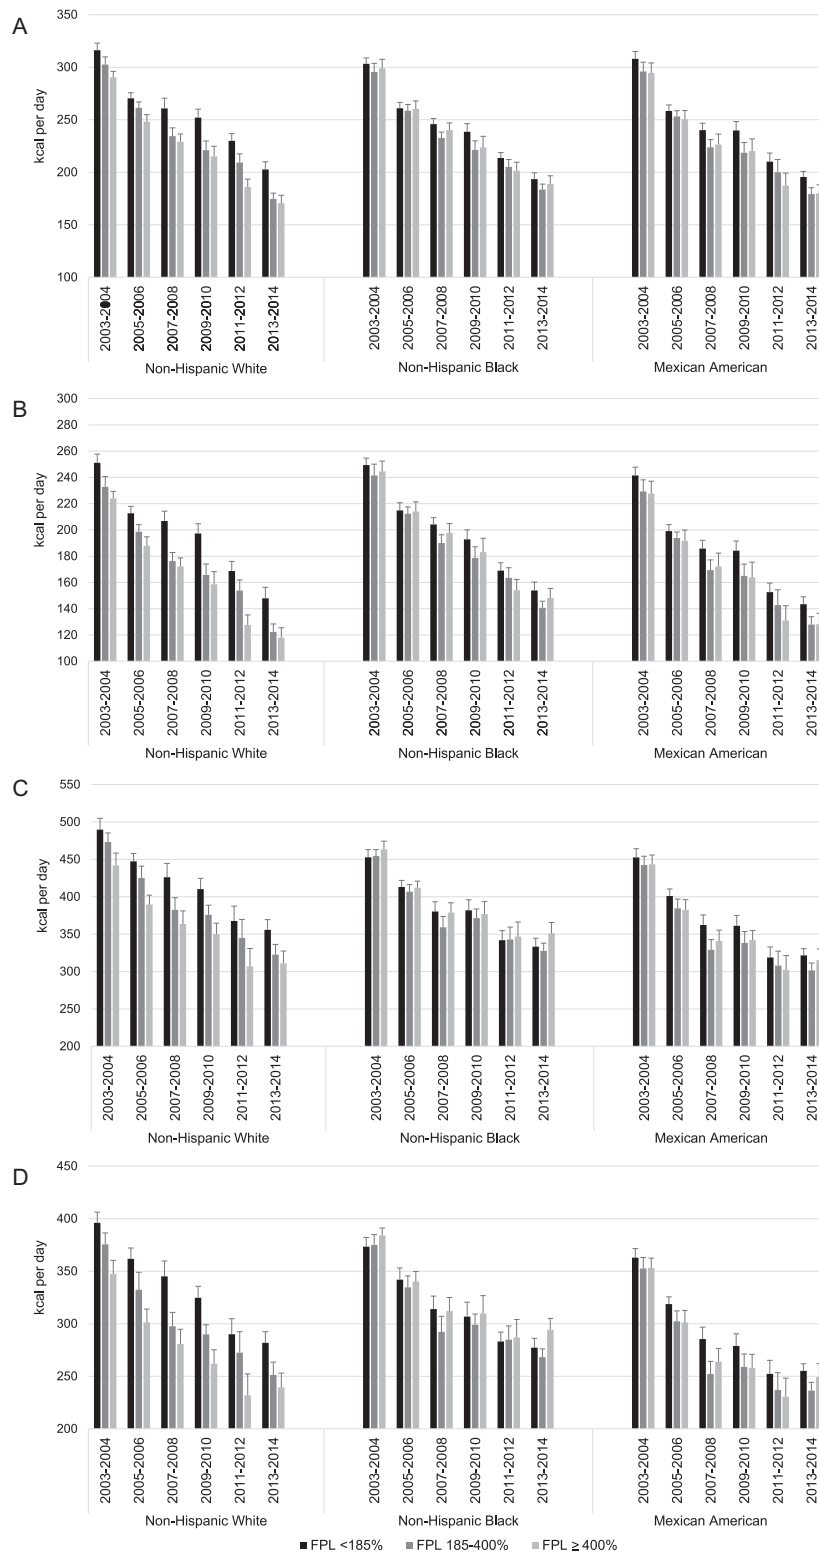 A
350
300
250
200
150
100
kcal per day
2003-2004 2005-2006 2007-2008 2009-2010 2011-2012 2013-2014 2003-2004 2005-2006 2007-2008 2009-2010 2011-2012 2013-2014 2003-2004 2005-2006 2007-2008 2009-2010 2011-2012 2013-2014
Non-Hispanic White Non-Hispanic Black Mexican American
B
300
280
260
240
220
200
180
160
140
120
100
kcal per day
2003-2004 2005-2006 2007-2008 2009-2010 2011-2012 2013-2014 2003-2004 2005-2006 2007-2008 2009-2010 2011-2012 2013-2014 2003-2004 2005-2006 2007-2008 2009-2010 2011-2012 2013-2014
Non-Hispanic White Non-Hispanic Black Mexican American
C
550
500
450
400
350
300
250
200
kcal per day
2003-2004 2005-2006 2007-2008 2009-2010 2011-2012 2013-2014 2003-2004 2005-2006 2007-2008 2009-2010 2011-2012 2013-2014 2003-2004 2005-2006 2007-2008 2009-2010 2011-2012 2013-2014
Non-Hispanic White Non-Hispanic Black Mexican American
D
450
400
350
300
250
200
kcal per day
2003-2004 2005-2006 2007-2008 2009-2010 2011-2012 2013-2014 2003-2004 2005-2006 2007-2008 2009-2010 2011-2012 2013-2014 2003-2004 2005-2006 2007-2008 2009-2010 2011-2012 2013-2014
Non-Hispanic White Non-Hispanic Black Mexican American
FPL <185% FPL 185-400% FPL ≥ 400%